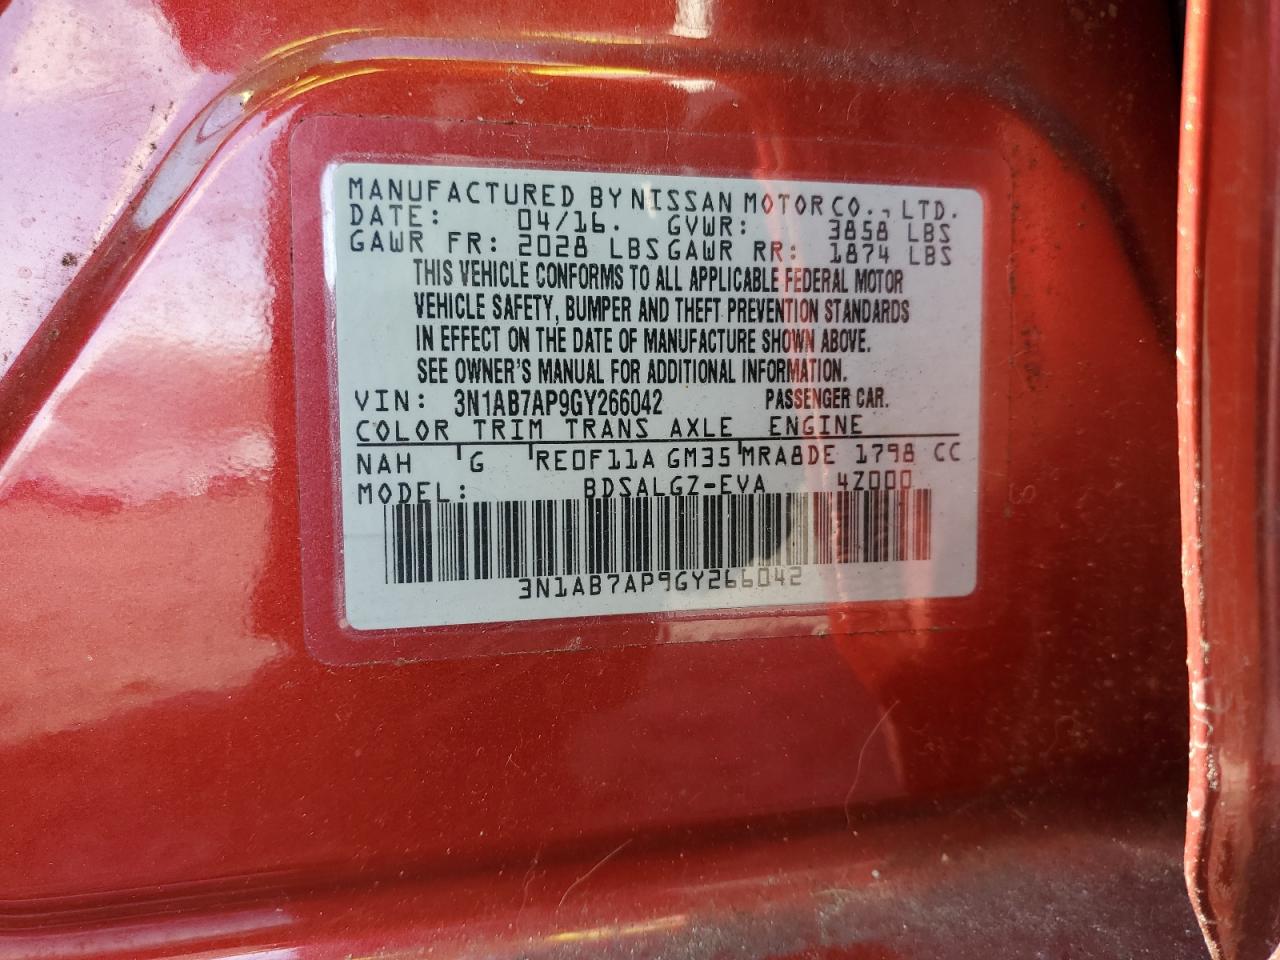 MANUFACTURED BY NISSAN MOTOR CO., LTD.
DATE: 04/16. GVWR: 3858 LBS
GAWR FR: 2028 LBS GAWR RR: 1874 LBS
THIS VEHICLE CONFORMS TO ALL APPLICABLE FEDERAL MOTOR
VEHICLE SAFETY, BUMPER AND THEFT PREVENTION STANDARDS
IN EFFECT ON THE DATE OF MANUFACTURE SHOWN ABOVE.
SEE OWNER'S MANUAL FOR ADDITIONAL INFORMATION.
VIN: 3N1AB7AP9GY266042 PASSENGER CAR.
COLOR TRIM TRANS AXLE ENGINE
NAH G RE0F11A GM35 MRA8DE 1798 CC
MODEL: BDSALGZ-EVA 4Z000
3N1AB7AP9GY266042